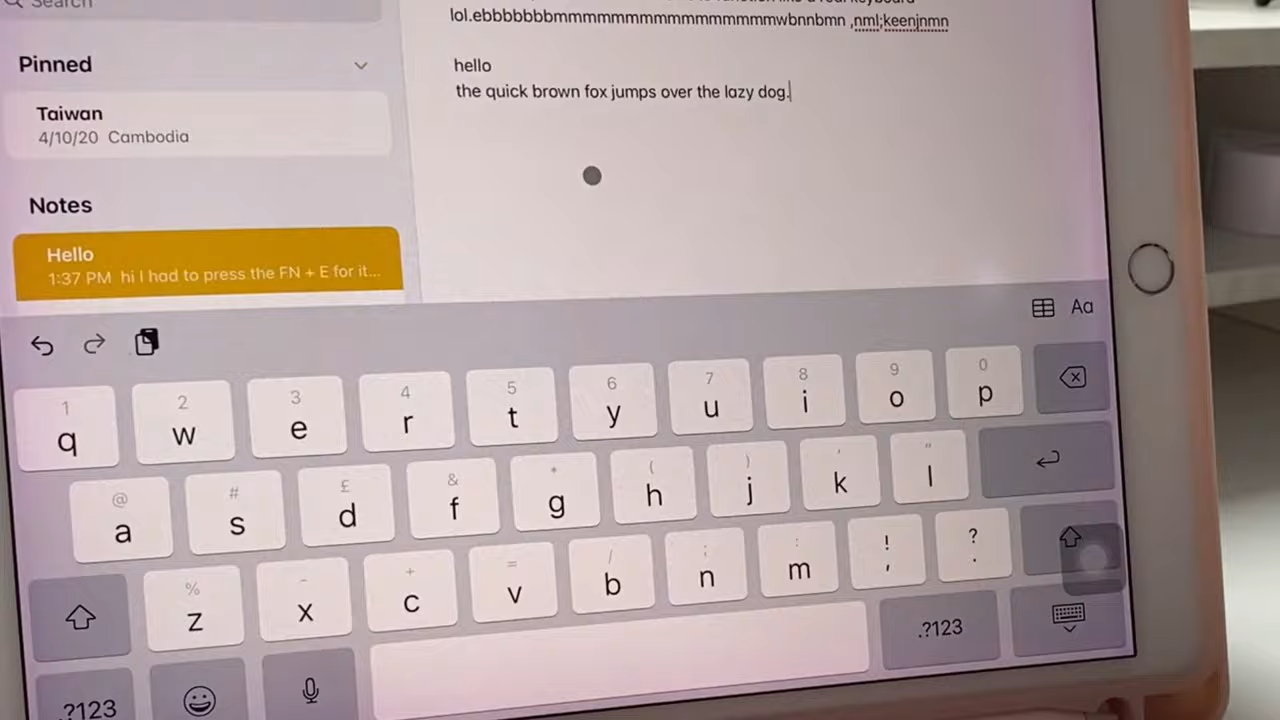 Search
lol.ebbbbbbbmmmmmmmmmmmmmmmmwbnnbmn ,nml;keenjnmn
Pinned
hello
the quick brown fox jumps over the lazy dog.
Taiwan
4/10/20 Cambodia
Notes
Hello
1:37 PM hi I had to press the FN + E for it...
Aa
1 2 3 4 5 6 7 8 9 0
q w e r t y u i o p
@ # £ & * ( ) ' "
a s d f g h j k l
% - + = / ; : ! ?
z x c v b n m , .
.?123
.?123